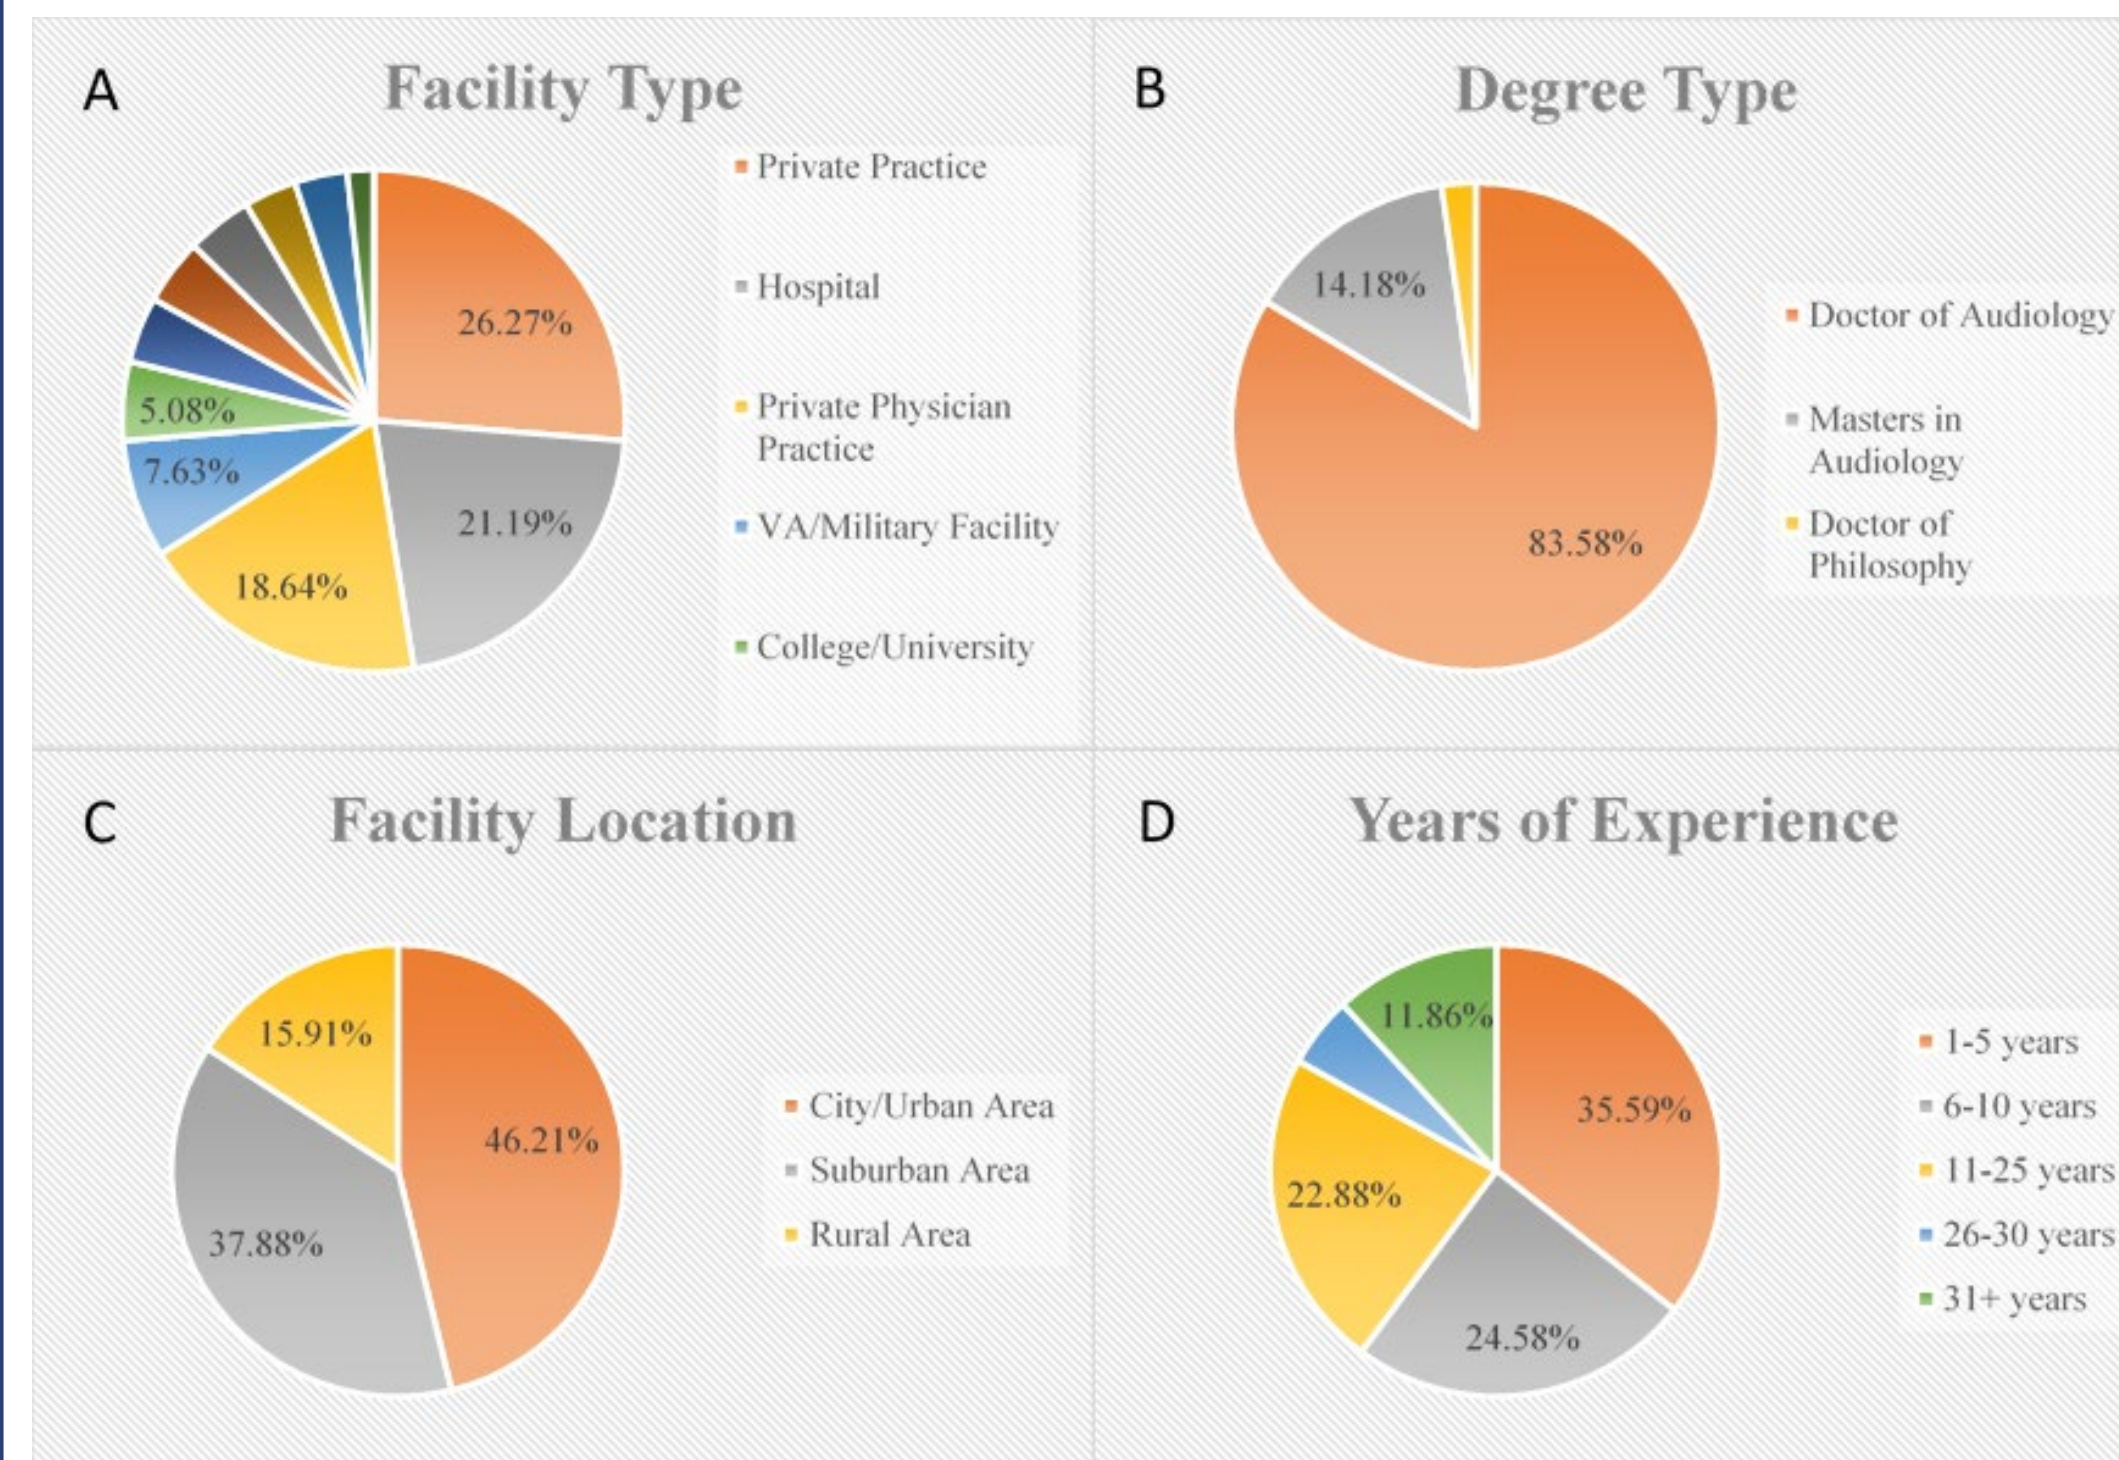 A
Facility Type
Private Practice
Hospital
Private Physician
Practice
VA/Military Facility
College/University
26.27%
21.19%
18.64%
7.63%
5.08%
B
Degree Type
14.18%
83.58%
Doctor of Audiology
Masters in
Audiology
Doctor of
Philosophy
C
Facility Location
15.91%
46.21%
37.88%
City/Urban Area
Suburban Area
Rural Area
D
Years of Experience
11.86%
35.59%
22.88%
24.58%
1-5 years
6-10 years
11-25 years
26-30 years
31+ years